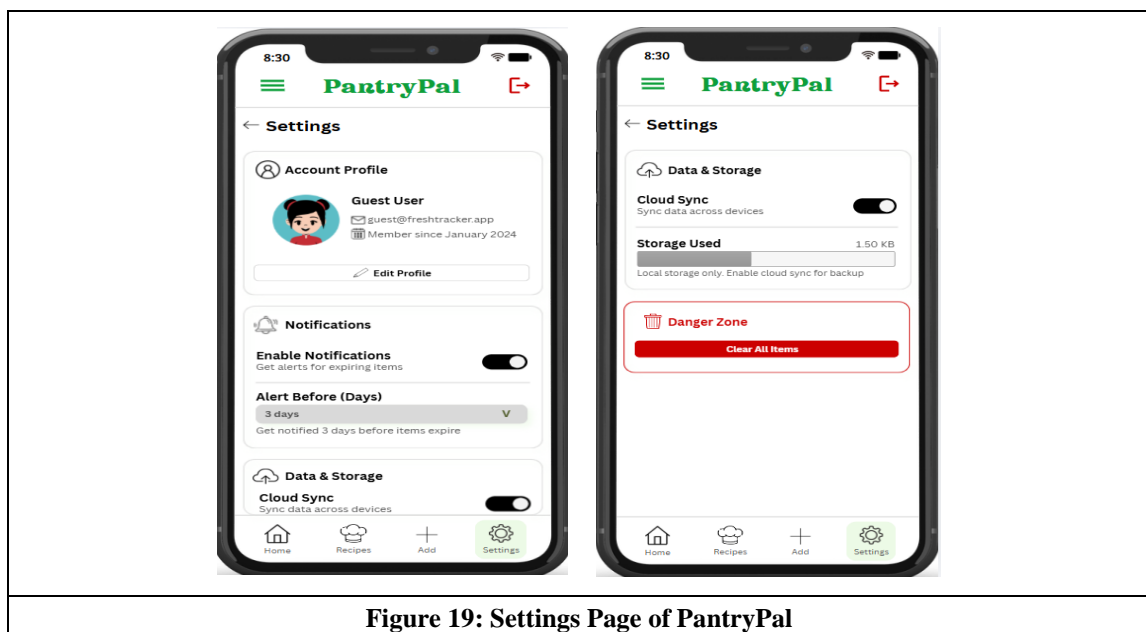 8:30
PantryPal
← Settings
Account Profile
Guest User
guest@freshtracker.app
Member since January 2024
Edit Profile
Notifications
Enable Notifications
Get alerts for expiring items
Alert Before (Days)
3 days V
Get notified 3 days before items expire
Data & Storage
Cloud Sync
Sync data across devices
Home Recipes Add Settings
8:30
PantryPal
← Settings
Data & Storage
Cloud Sync
Sync data across devices
Storage Used 1.50 KB
Local storage only. Enable cloud sync for backup
Danger Zone
Clear All Items
Home Recipes Add Settings
Figure 19: Settings Page of PantryPal